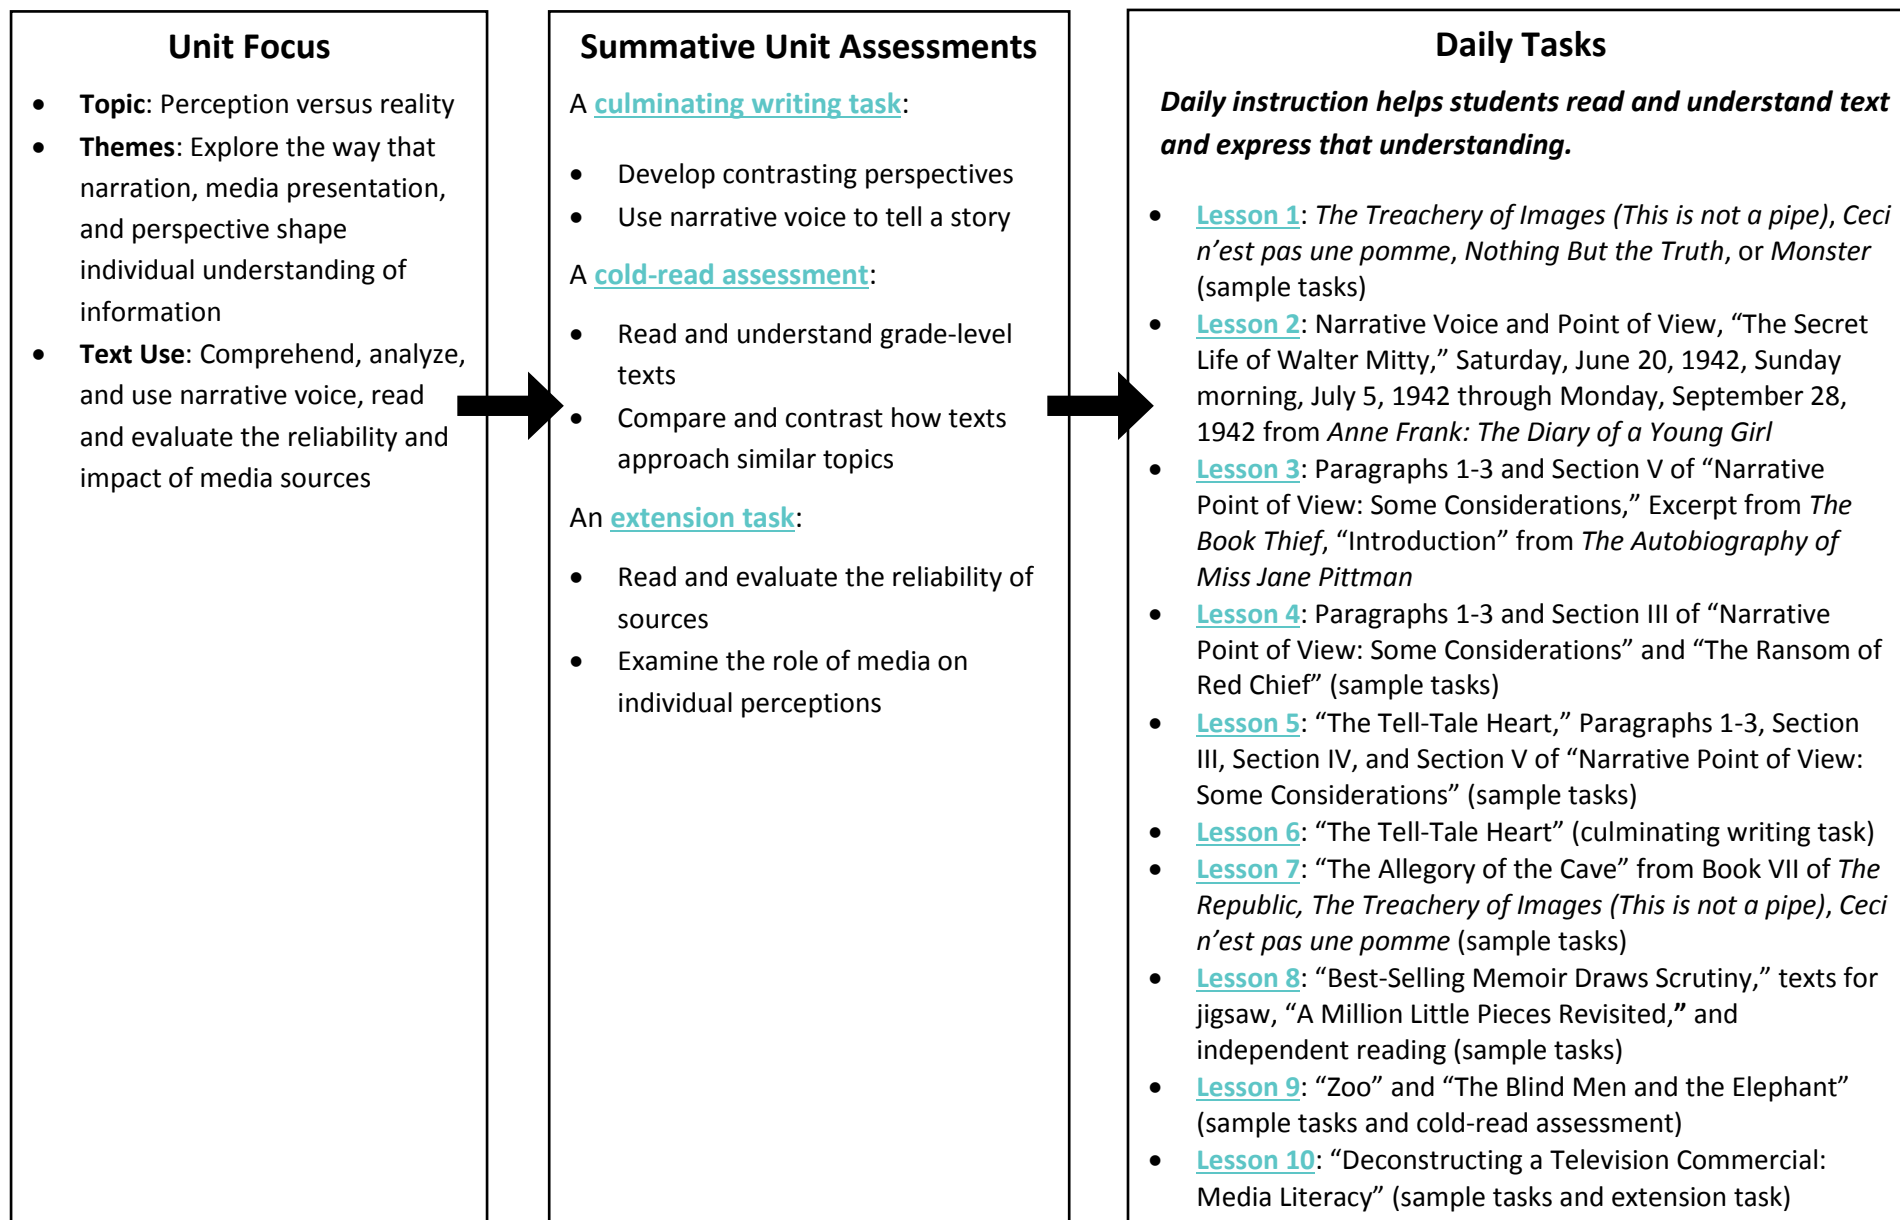 Unit Focus
• Topic: Perception versus reality
• Themes: Explore the way that
narration, media presentation,
and perspective shape
individual understanding of
information
• Text Use: Comprehend, analyze,
and use narrative voice, read
and evaluate the reliability and
impact of media sources
Summative Unit Assessments
A culminating writing task:
• Develop contrasting perspectives
• Use narrative voice to tell a story
A cold-read assessment:
• Read and understand grade-level
texts
• Compare and contrast how texts
approach similar topics
An extension task:
• Read and evaluate the reliability of
sources
• Examine the role of media on
individual perceptions
Daily Tasks
Daily instruction helps students read and understand text
and express that understanding.
• Lesson 1: The Treachery of Images (This is not a pipe), Ceci
n’est pas une pomme, Nothing But the Truth, or Monster
(sample tasks)
• Lesson 2: Narrative Voice and Point of View, “The Secret
Life of Walter Mitty,” Saturday, June 20, 1942, Sunday
morning, July 5, 1942 through Monday, September 28,
1942 from Anne Frank: The Diary of a Young Girl
• Lesson 3: Paragraphs 1-3 and Section V of “Narrative
Point of View: Some Considerations,” Excerpt from The
Book Thief, “Introduction” from The Autobiography of
Miss Jane Pittman
• Lesson 4: Paragraphs 1-3 and Section III of “Narrative
Point of View: Some Considerations” and “The Ransom of
Red Chief” (sample tasks)
• Lesson 5: “The Tell-Tale Heart,” Paragraphs 1-3, Section
III, Section IV, and Section V of “Narrative Point of View:
Some Considerations” (sample tasks)
• Lesson 6: “The Tell-Tale Heart” (culminating writing task)
• Lesson 7: “The Allegory of the Cave” from Book VII of The
Republic, The Treachery of Images (This is not a pipe), Ceci
n’est pas une pomme (sample tasks)
• Lesson 8: “Best-Selling Memoir Draws Scrutiny,” texts for
jigsaw, “A Million Little Pieces Revisited,” and
independent reading (sample tasks)
• Lesson 9: “Zoo” and “The Blind Men and the Elephant”
(sample tasks and cold-read assessment)
• Lesson 10: “Deconstructing a Television Commercial:
Media Literacy” (sample tasks and extension task)